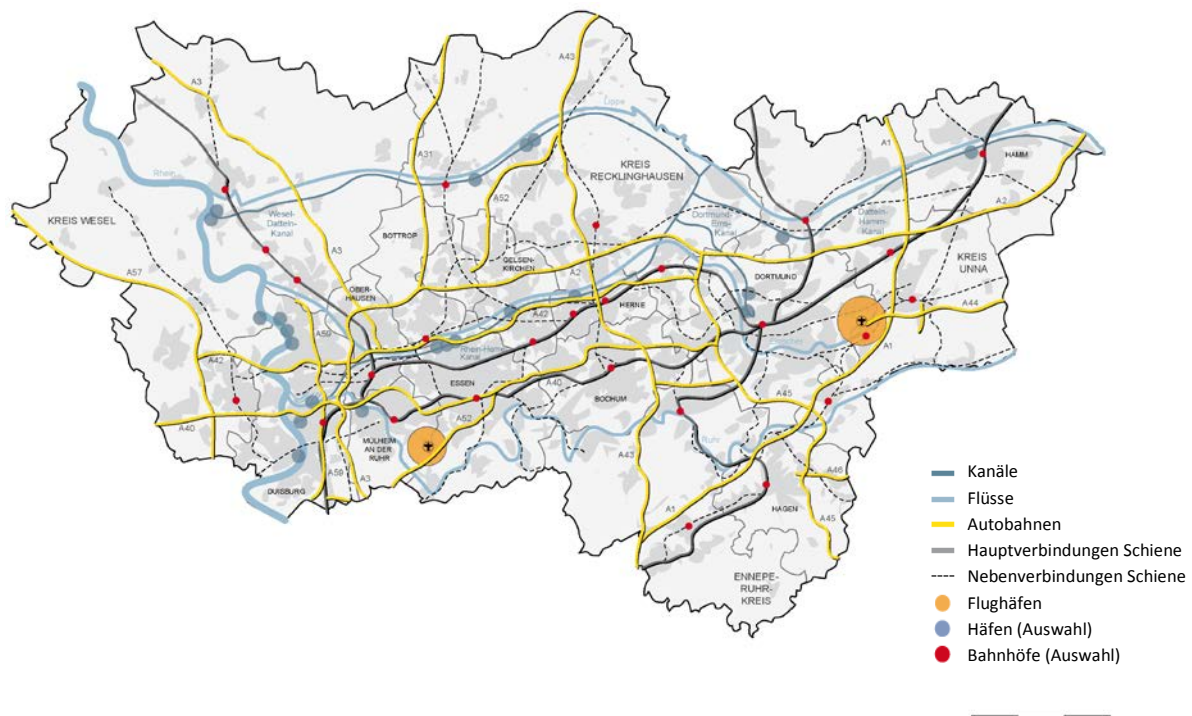 A43
A3
Lippe
A31
A1
HAMM
KREIS
RECKLINGHAUSEN
Rhein
A52
A2
KREIS WESEL
Wesel-
Datteln-
Kanal
Dortmund-
Ems-
Kanal
Datteln-
Hamm-
Kanal
BOTTROP
A3
GELSEN-
KIRCHEN
KREIS
UNNA
A57
A2
DORTMUND
OBER-
HAUSEN
A44
HERNE
A42
A59
Emscher
A1
Rhein-Herne-
Kanal
A42
ESSEN
A40
A45
BOCHUM
A40
A52
MÜLHEIM
AN DER
RUHR
Ruhr
A43
A59
A3
A46
DUISBURG
A1
HAGEN
A45
ENNEPE-
RUHR-
KREIS
Kanäle
Flüsse
Autobahnen
Hauptverbindungen Schiene
Nebenverbindungen Schiene
Flughäfen
Häfen (Auswahl)
Bahnhöfe (Auswahl)